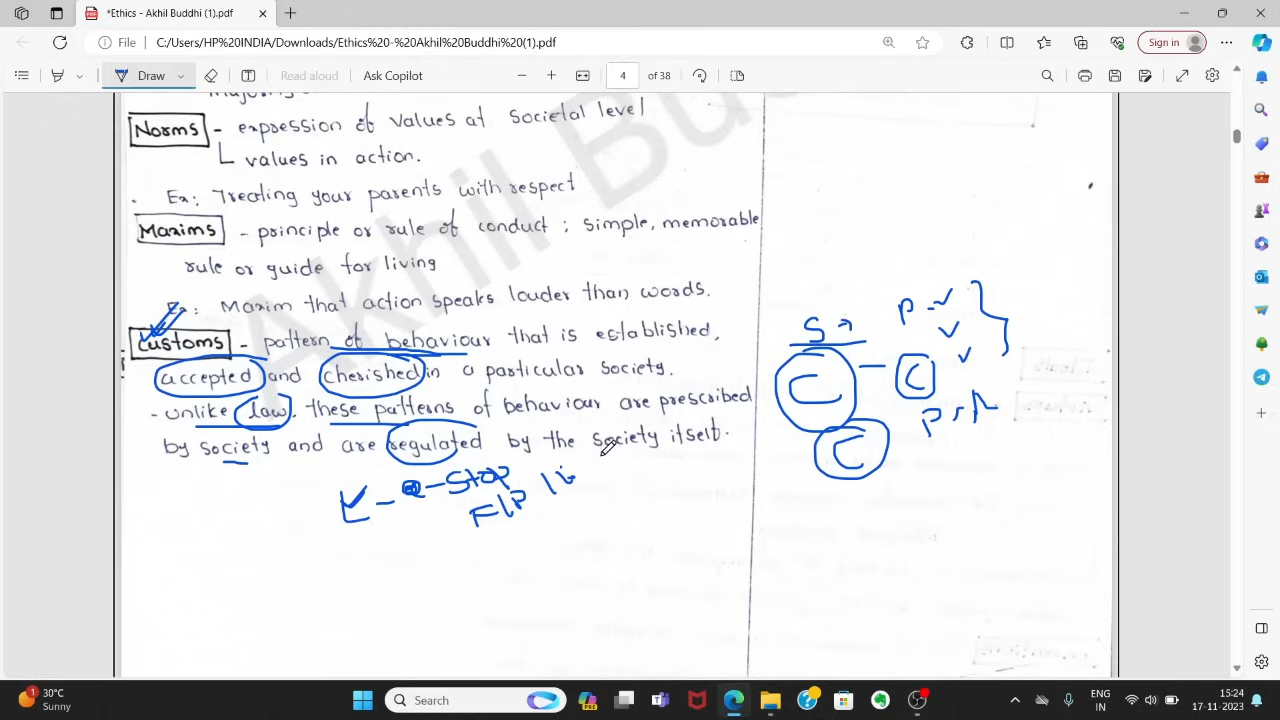 *Ethics - Akhil Buddhi (1).pdf
File C:/Users/HP%20INDIA/Downloads/Ethics%20-%20Akhil%20Buddhi%20(1).pdf
Sign in
Draw Read aloud Ask Copilot 4 of 38
Norms - expression of values at societal level
values in action.
Ex: Treating your parents with respect
Maxims - principle or rule of conduct ; simple, memorable
rule or guide for living
Ex: Maxim that action speaks louder than words.
Customs - pattern of behaviour that is established,
accepted and cherished in a particular society.
- unlike law, these patterns of behaviour are prescribed
by society and are regulated by the society itself.
Stop
S
P
C - C
C
Akhil Bu
30°C
Sunny
Search
ENG
IN
15:24
17-11-2023